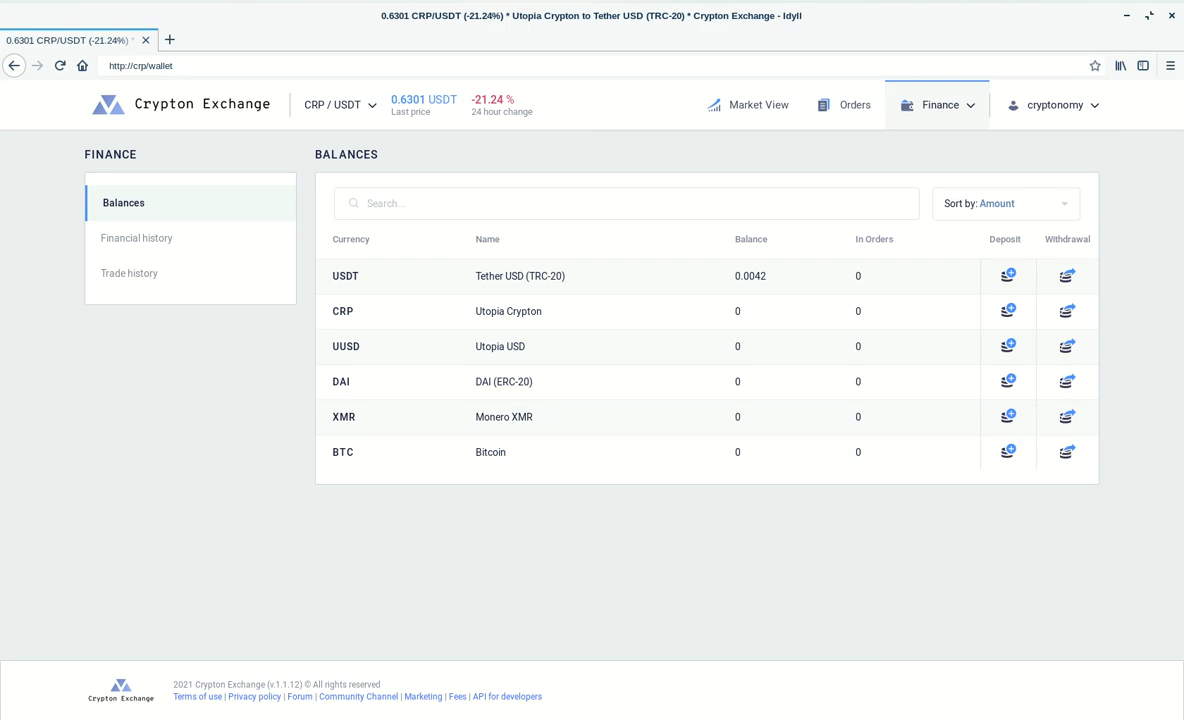 0.6301 CRP/USDT (-21.24%) * Utopia Crypton to Tether USD (TRC-20) * Crypton Exchange - Idyll
0.6301 CRP/USDT (-21.24%) *
http://crp/wallet
Crypton Exchange
CRP / USDT
0.6301 USDT
Last price
-21.24 %
24 hour change
Market View
Orders
Finance
cryptonomy
FINANCE
Balances
Financial history
Trade history
BALANCES
Search...
Sort by: Amount
Currency Name Balance In Orders Deposit Withdrawal
USDT Tether USD (TRC-20) 0.0042 0
CRP Utopia Crypton 0 0
UUSD Utopia USD 0 0
DAI DAI (ERC-20) 0 0
XMR Monero XMR 0 0
BTC Bitcoin 0 0
Crypton Exchange
2021 Crypton Exchange (v.1.1.12) © All rights reserved
Terms of use | Privacy policy | Forum | Community Channel | Marketing | Fees | API for developers